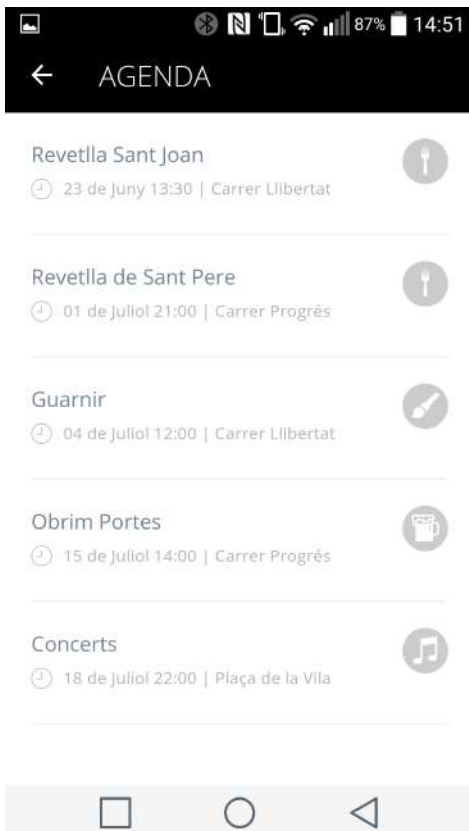 87% 14:51
AGENDA
Revetlla Sant Joan
23 de Juny 13:30 | Carrer Llibertat
Revetlla de Sant Pere
01 de Juliol 21:00 | Carrer Progrés
Guarnir
04 de Juliol 12:00 | Carrer Llibertat
Obrim Portes
15 de Juliol 14:00 | Carrer Progrés
Concerts
18 de Juliol 22:00 | Plaça de la Vila